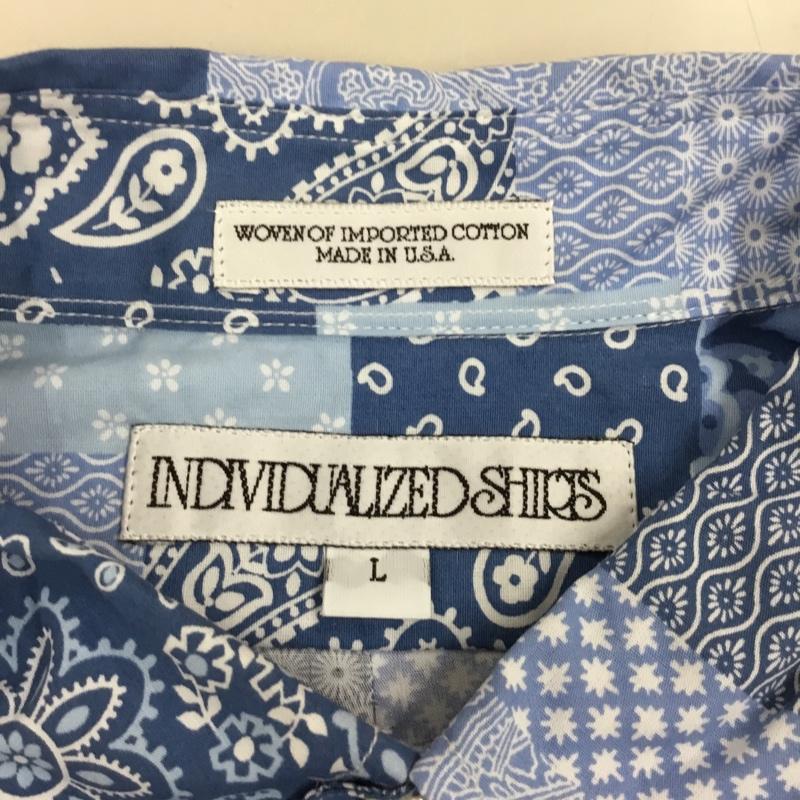 WOVEN OF IMPORTED COTTON
MADE IN U.S.A.
INDIVIDUALIZED SHIRTS
L